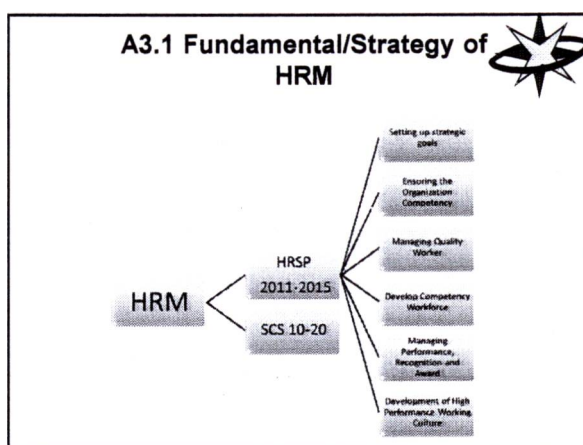 A3.1 Fundamental/Strategy of
HRM
HRM
HRSP
2011-2015
SCS 10-20
Setting up strategic
goals
Ensuring the
Organization
Competency
Managing Quality
Worker
Develop Competency
Workforce
Managing
Performance,
Recognition and
Award
Development of High
Performance Working
Culture